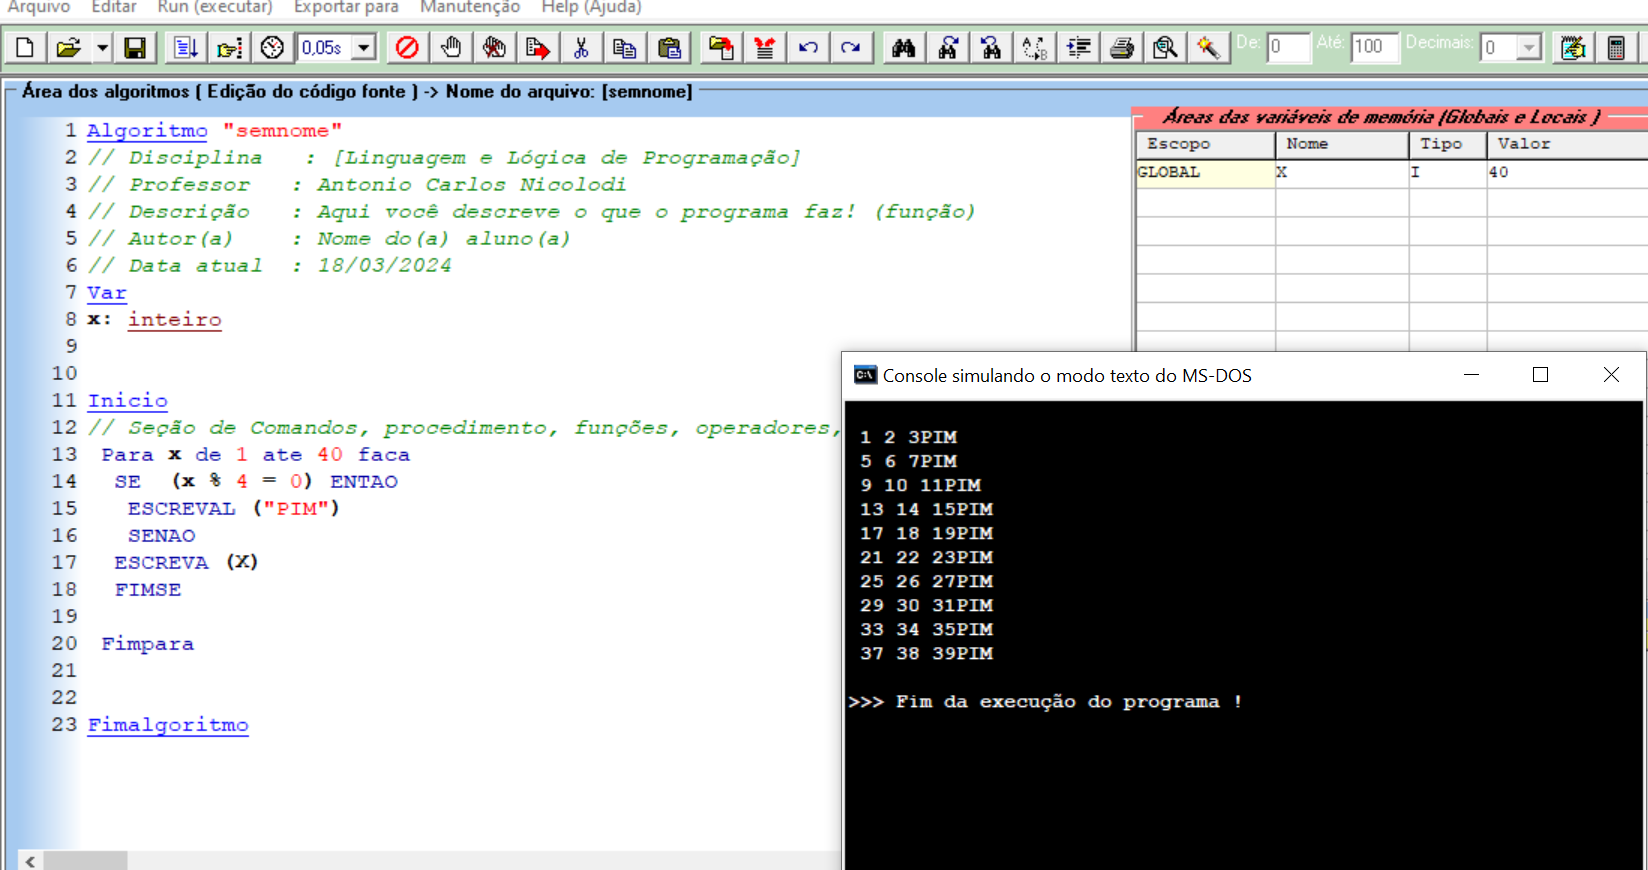 Arquivo Editar Run (executar) Exportar para Manutenção Help (Ajuda)
0,05s De: 0 Até: 100 Decimais: 0
Área dos algoritmos ( Edição do código fonte ) -> Nome do arquivo: [semnome]
1 Algoritmo "semnome"
2 // Disciplina   : [Linguagem e Lógica de Programação]
3 // Professor   : Antonio Carlos Nicolodi
4 // Descrição   : Aqui você descreve o que o programa faz! (função)
5 // Autor(a)    : Nome do(a) aluno(a)
6 // Data atual  : 18/03/2024
7 Var
8 x: inteiro
9
10
11 Inicio
12 // Seção de Comandos, procedimento, funções, operadores,
13  Para x de 1 ate 40 faca
14   SE  (x % 4 = 0) ENTAO
15    ESCREVAL ("PIM")
16    SENAO
17   ESCREVA (X)
18   FIMSE
19
20  Fimpara
21
22
23 Fimalgoritmo
Áreas das variáveis de memória (Globais e Locais )
Escopo Nome Tipo Valor
GLOBAL X I 40
C:\ Console simulando o modo texto do MS-DOS
1 2 3PIM
5 6 7PIM
9 10 11PIM
13 14 15PIM
17 18 19PIM
21 22 23PIM
25 26 27PIM
29 30 31PIM
33 34 35PIM
37 38 39PIM
>>> Fim da execução do programa !